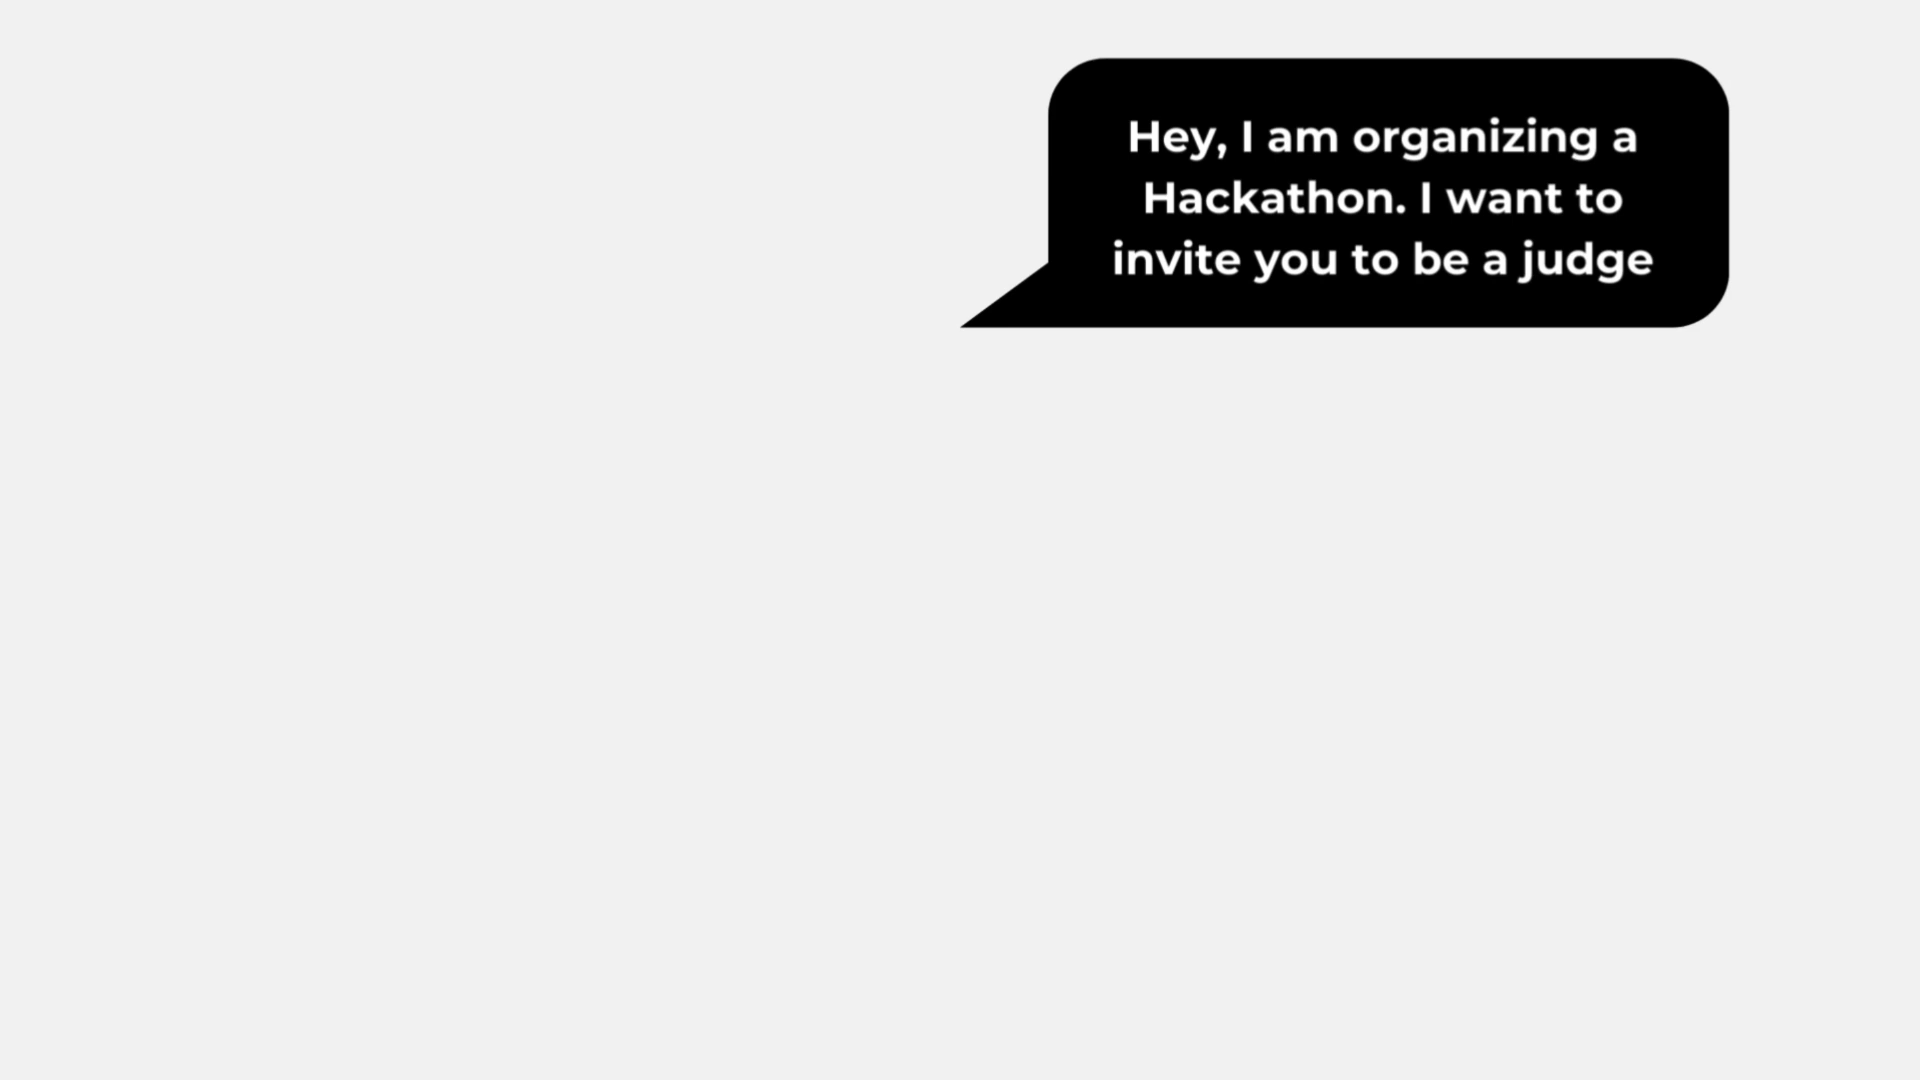 Hey, I am organizing a
Hackathon. I want to
invite you to be a judge